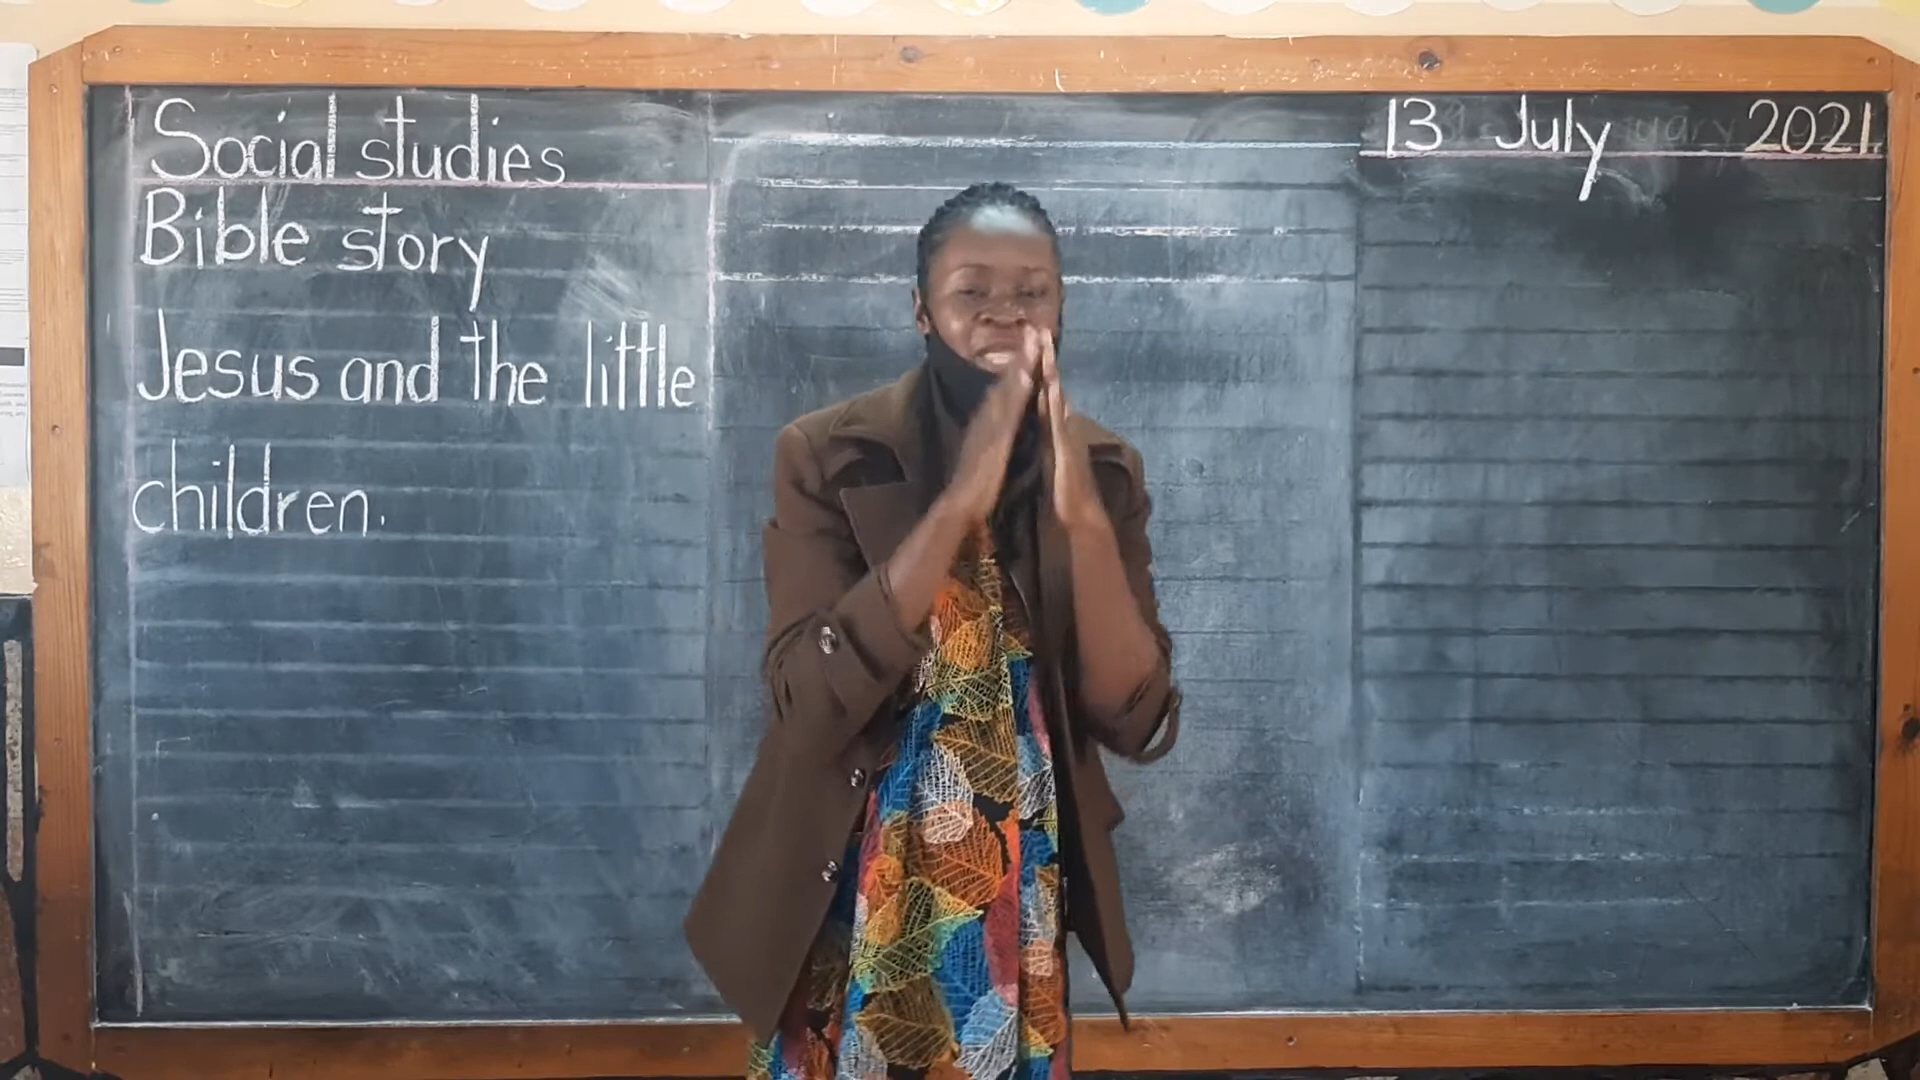 Social studies
Bible story
Jesus and the little
children.
13 July 2021.